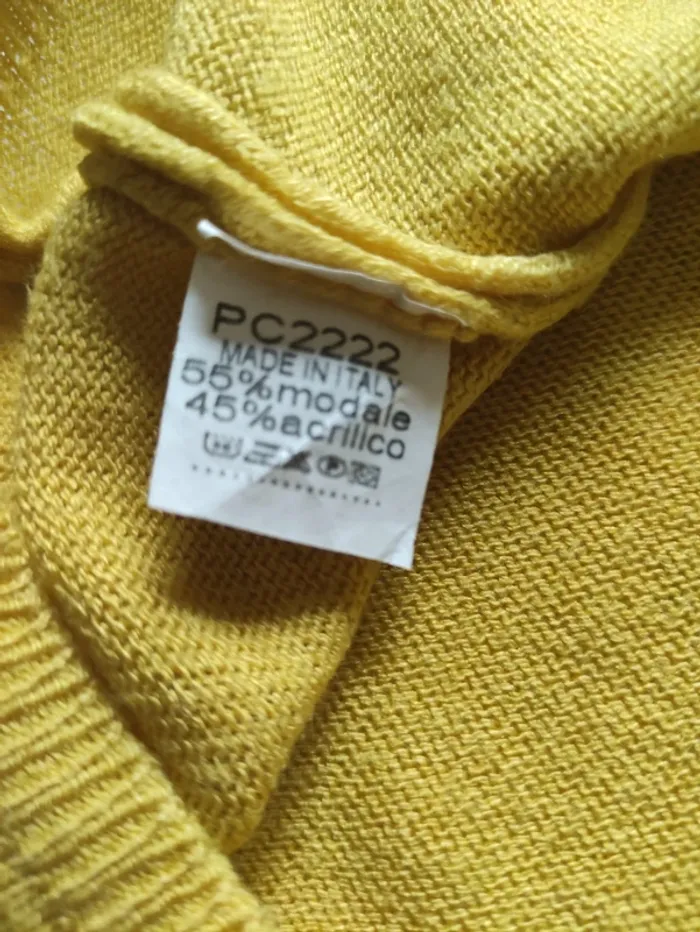 PC2222
MADE IN ITALY
55%modale
45%acrilico